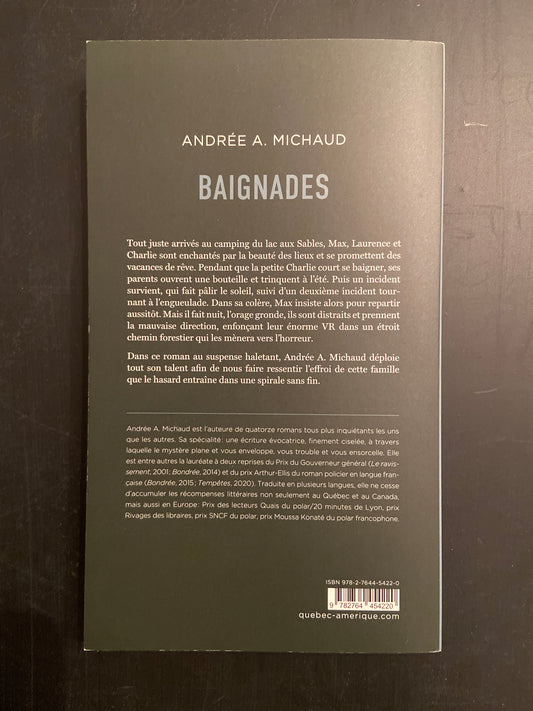 ANDRÉE A. MICHAUD
BAIGNADES
Tout juste arrivés au camping du lac aux Sables, Max, Laurence et
Charlie sont enchantés par la beauté des lieux et se promettent des
vacances de rêve. Pendant que la petite Charlie court se baigner, ses
parents ouvrent une bouteille et trinquent à l'été. Puis un incident
survient, qui fait pâlir le soleil, suivi d'un deuxième incident tour-
nant à l'engueulade. Dans sa colère, Max insiste alors pour repartir
aussitôt. Mais il fait nuit, l'orage gronde, ils sont distraits et prennent
la mauvaise direction, enfonçant leur énorme VR dans un étroit
chemin forestier qui les mènera vers l'horreur.
Dans ce roman au suspense haletant, Andrée A. Michaud déploie
tout son talent afin de nous faire ressentir l'effroi de cette famille
que le hasard entraîne dans une spirale sans fin.
Andrée A. Michaud est l'auteure de quatorze romans tous plus inquiétants les uns
que les autres. Sa spécialité : une écriture évocatrice, finement ciselée, à travers
laquelle le mystère plane et vous enveloppe, vous trouble et vous ensorcelle. Elle
est entre autres la lauréate à deux reprises du Prix du Gouverneur général (Le ravis-
sement, 2001; Bondrée, 2014) et du prix Arthur-Ellis du roman policier en langue fran-
çaise (Bondrée, 2015; Tempêtes, 2020). Traduite en plusieurs langues, elle ne cesse
d'accumuler les récompenses littéraires non seulement au Québec et au Canada,
mais aussi en Europe : Prix des lecteurs Quais du polar/20 minutes de Lyon, prix
Rivages des libraires, prix SNCF du polar, prix Moussa Konaté du polar francophone.
ISBN 978-2-7644-5422-0
9 782764 454220
quebec-amerique.com